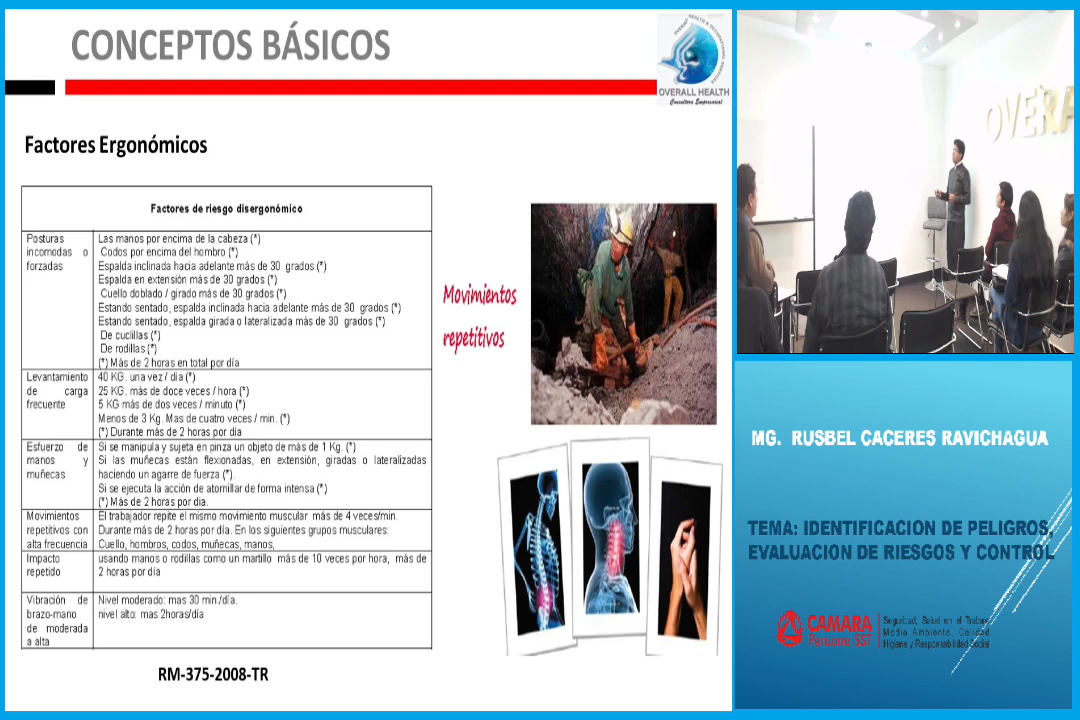 CONCEPTOS BÁSICOS
OVERALL HEALTH
Consultora Empresarial
Factores Ergonómicos
Factores de riesgo disergonómico
Posturas incomodas o forzadas
Las manos por encima de la cabeza (*)
Codos por encima del hombro (*)
Espalda inclinada hacia adelante más de 30 grados (*)
Espalda en extensión más de 30 grados (*)
Cuello doblado / girado más de 30 grados (*)
Estando sentado, espalda inclinada hacia adelante más de 30 grados (*)
Estando sentado, espalda girada o lateralizada más de 30 grados (*)
De cuclillas (*)
De rodillas (*)
(*) Más de 2 horas en total por día
Levantamiento de carga frecuente
40 KG. una vez / día (*)
25 KG. más de doce veces / hora (*)
5 KG más de dos veces / minuto (*)
Menos de 3 Kg. Mas de cuatro veces / min. (*)
(*) Durante más de 2 horas por día
Esfuerzo de manos y muñecas
Si se manipula y sujeta en pinza un objeto de más de 1 Kg. (*)
Si las muñecas están flexionadas, en extensión, giradas o lateralizadas
haciendo un agarre de fuerza (*).
Si se ejecuta la acción de atornillar de forma intensa (*)
(*) Más de 2 horas por día.
Movimientos repetitivos con alta frecuencia
El trabajador repite el mismo movimiento muscular más de 4 veces/min.
Durante más de 2 horas por día. En los siguientes grupos musculares:
Cuello, hombros, codos, muñecas, manos,
Impacto repetido
usando manos o rodillas como un martillo más de 10 veces por hora, más de
2 horas por día
Vibración de brazo-mano de moderada a alta
Nivel moderado: mas 30 min./día.
nivel alto: mas 2horas/día
RM-375-2008-TR
Movimientos
repetitivos
OVERA
MG. RUSBEL CACERES RAVICHAGUA
TEMA: IDENTIFICACION DE PELIGROS,
EVALUACION DE RIESGOS Y CONTROL
CAMARA
Peruana SST
Seguridad, Salud en el Trabajo
Medio Ambiente, Calidad
Higiene y Responsabilidad Social